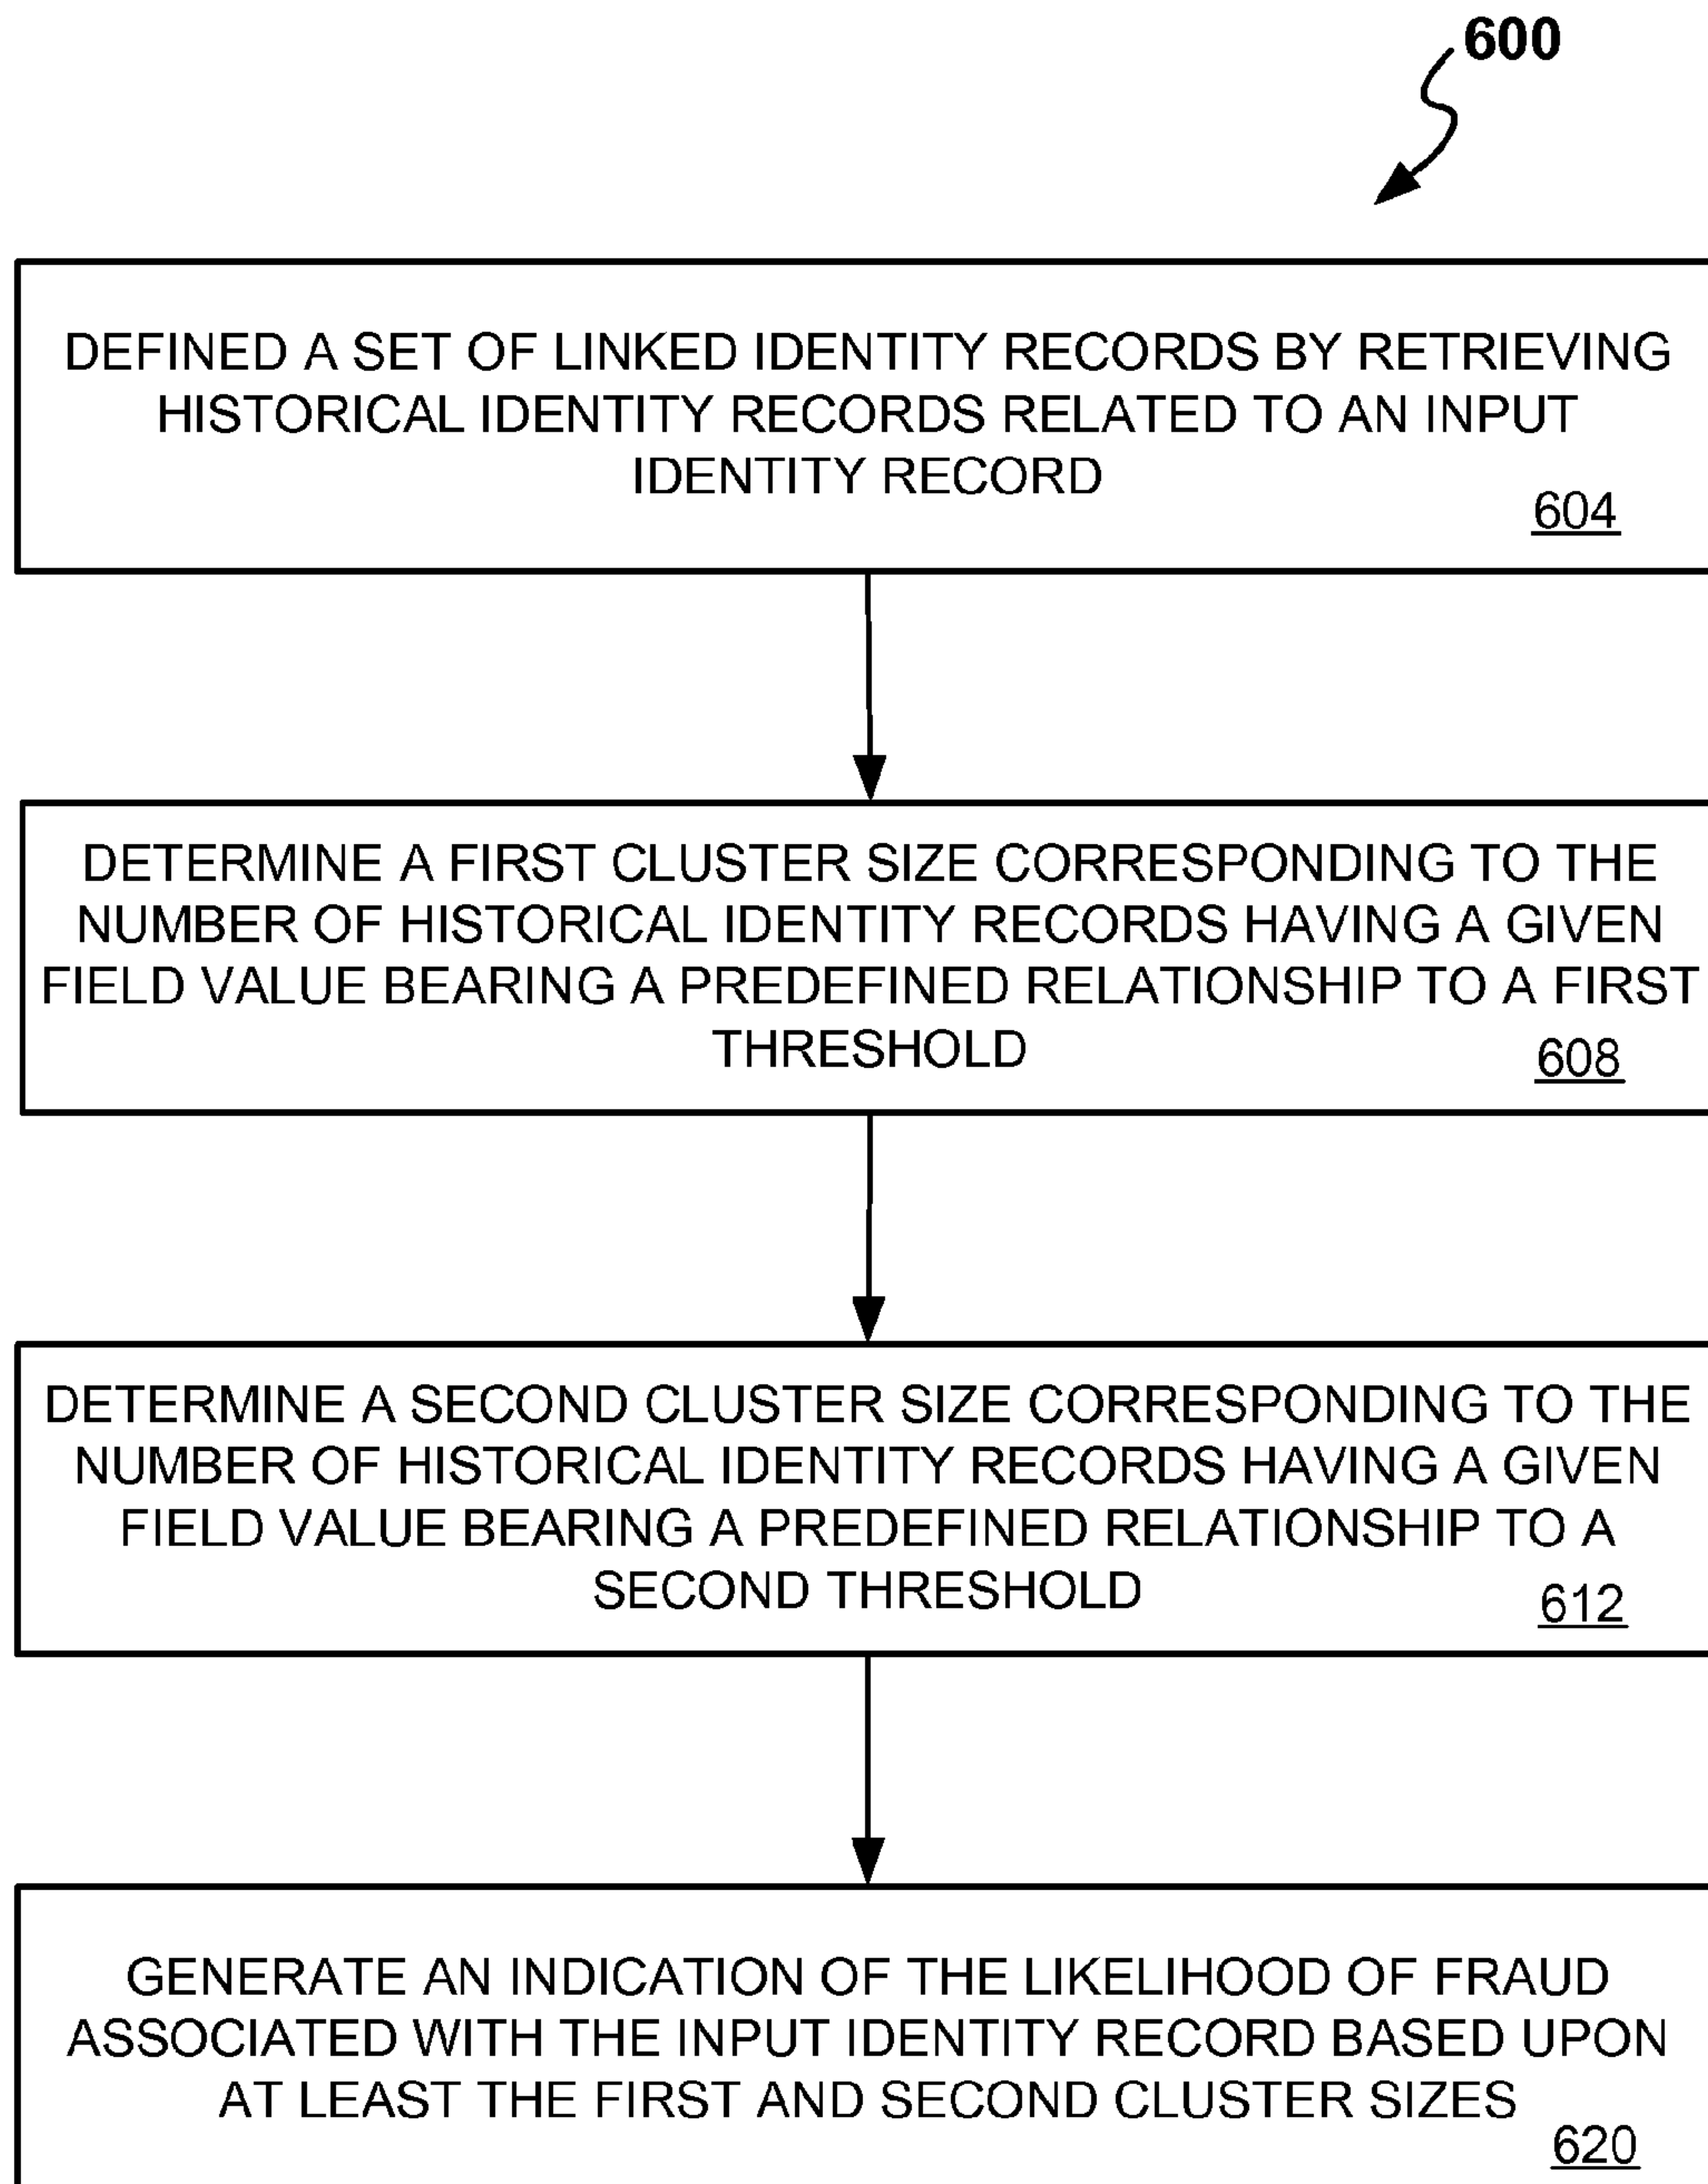 600
DEFINED A SET OF LINKED IDENTITY RECORDS BY RETRIEVING
HISTORICAL IDENTITY RECORDS RELATED TO AN INPUT
IDENTITY RECORD
604
DETERMINE A FIRST CLUSTER SIZE CORRESPONDING TO THE
NUMBER OF HISTORICAL IDENTITY RECORDS HAVING A GIVEN
FIELD VALUE BEARING A PREDEFINED RELATIONSHIP TO A FIRST
THRESHOLD
608
DETERMINE A SECOND CLUSTER SIZE CORRESPONDING TO THE
NUMBER OF HISTORICAL IDENTITY RECORDS HAVING A GIVEN
FIELD VALUE BEARING A PREDEFINED RELATIONSHIP TO A
SECOND THRESHOLD
612
GENERATE AN INDICATION OF THE LIKELIHOOD OF FRAUD
ASSOCIATED WITH THE INPUT IDENTITY RECORD BASED UPON
AT LEAST THE FIRST AND SECOND CLUSTER SIZES
620